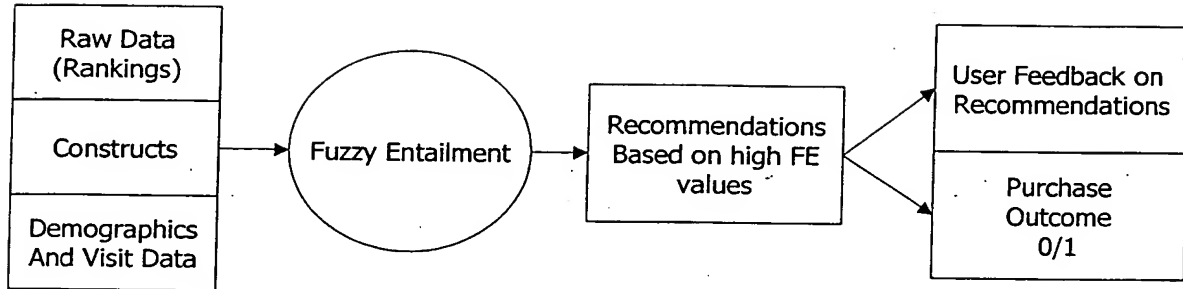 Raw Data
(Rankings)
Constructs
Demographics
And Visit Data
Fuzzy Entailment
Recommendations
Based on high FE
values
User Feedback on
Recommendations
Purchase
Outcome
0/1